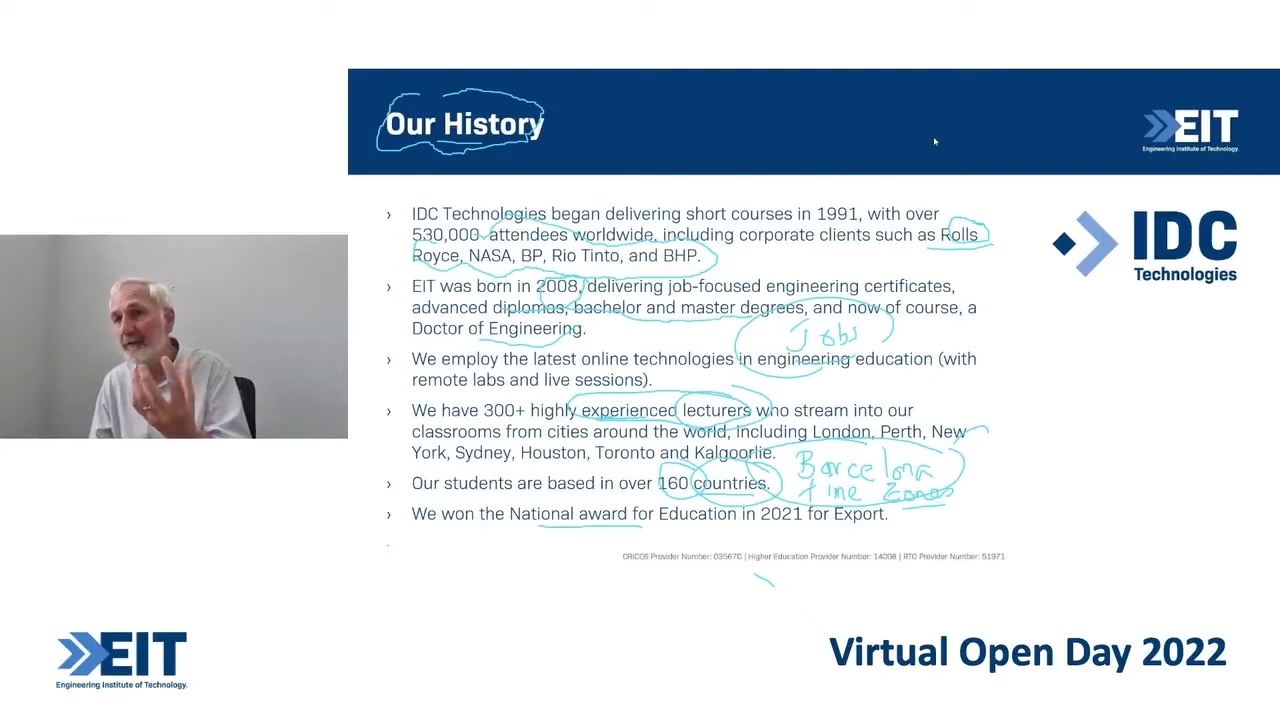 Our History
EIT
Engineering Institute of Technology.
› IDC Technologies began delivering short courses in 1991, with over
530,000 attendees worldwide, including corporate clients such as Rolls
Royce, NASA, BP, Rio Tinto, and BHP.
› EIT was born in 2008, delivering job-focused engineering certificates,
advanced diplomas, bachelor and master degrees, and now of course, a
Doctor of Engineering.
Jobs
› We employ the latest online technologies in engineering education (with
remote labs and live sessions).
› We have 300+ highly experienced lecturers who stream into our
classrooms from cities around the world, including London, Perth, New
York, Sydney, Houston, Toronto and Kalgoorlie.
Barcelona
time zones
› Our students are based in over 160 countries.
› We won the National award for Education in 2021 for Export.
IDC
Technologies
CRICOS Provider Number: 03567C | Higher Education Provider Number: 14008 | RTO Provider Number: 51971
EIT
Engineering Institute of Technology.
Virtual Open Day 2022